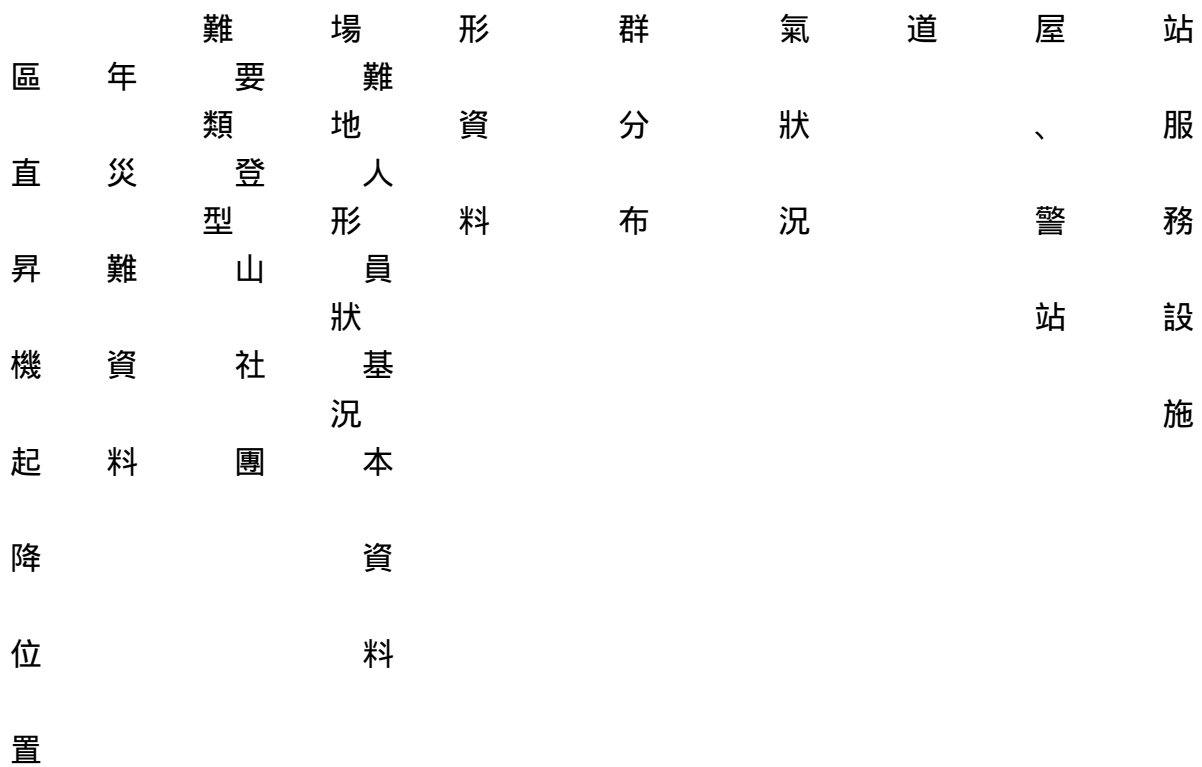 難 場 形 群 氣 道 屋 站
區 年 要 難
類 地 資 分 狀 、 服
直 災 登 人
型 形 料 布 況 警 務
昇 難 山 員
狀 站 設
機 資 社 基
況 施
起 料 團 本
降 資
位 料
置